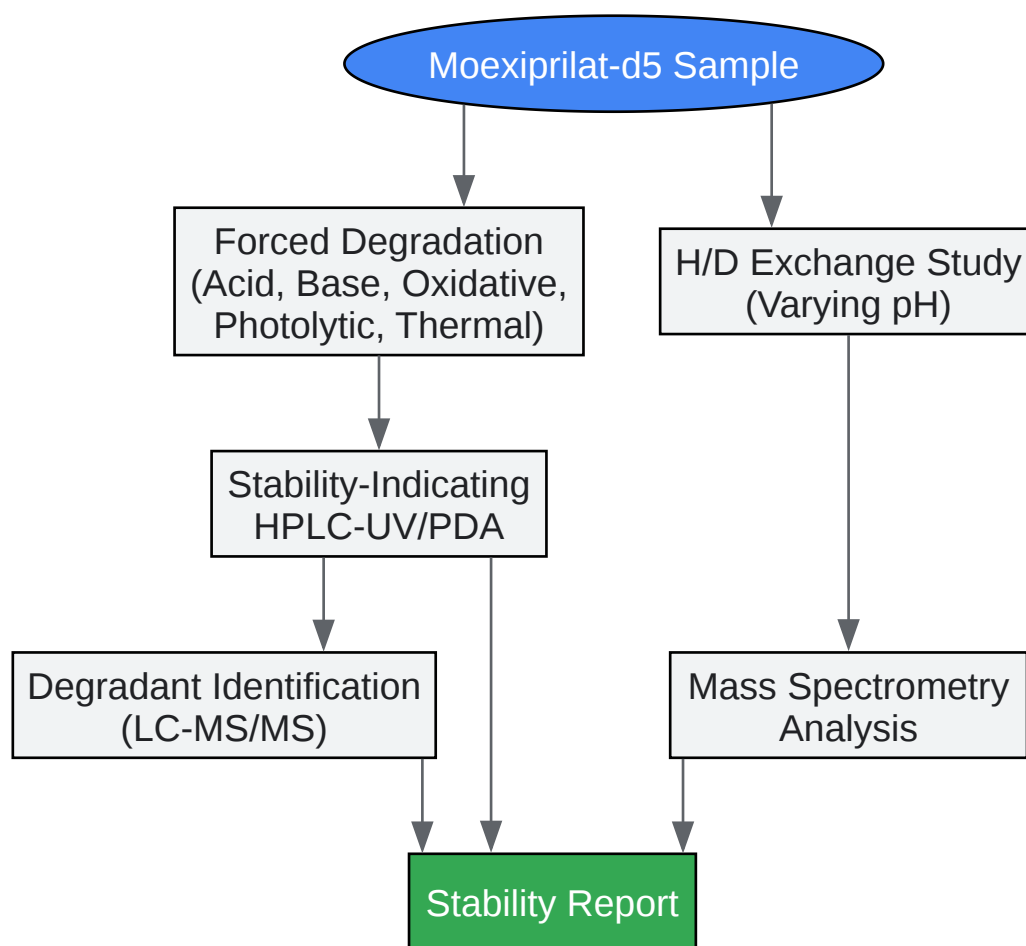 Moexiprilat-d5 Sample
Forced Degradation
(Acid, Base, Oxidative,
Photolytic, Thermal)
H/D Exchange Study
(Varying pH)
Stability-Indicating
HPLC-UV/PDA
Degradant Identification
(LC-MS/MS)
Mass Spectrometry
Analysis
Stability Report